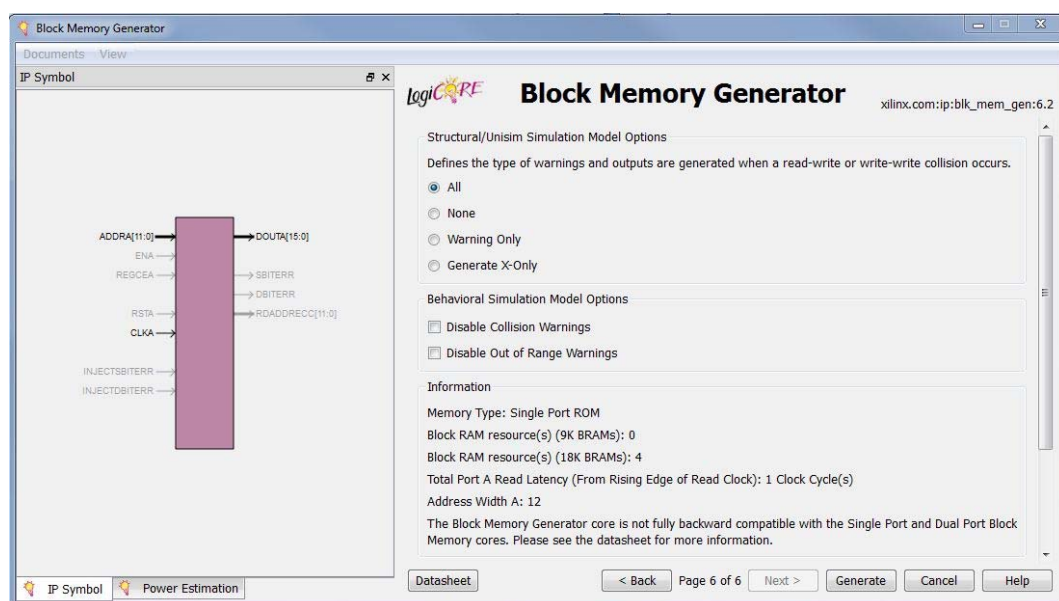 Block Memory Generator
Documents View
IP Symbol
ADDRA[11:0]
ENA
REGCEA
RSTA
CLKA
INJECTSBITERR
INJECTDBITERR
DOUTA[15:0]
SBITERR
DBITERR
RDADDRECC[11:0]
IP Symbol
Power Estimation
LogiCORE
Block Memory Generator
xilinx.com:ip:blk_mem_gen:6.2
Structural/Unisim Simulation Model Options
Defines the type of warnings and outputs are generated when a read-write or write-write collision occurs.
All
None
Warning Only
Generate X-Only
Behavioral Simulation Model Options
Disable Collision Warnings
Disable Out of Range Warnings
Information
Memory Type: Single Port ROM
Block RAM resource(s) (9K BRAMs): 0
Block RAM resource(s) (18K BRAMs): 4
Total Port A Read Latency (From Rising Edge of Read Clock): 1 Clock Cycle(s)
Address Width A: 12
The Block Memory Generator core is not fully backward compatible with the Single Port and Dual Port Block
Memory cores. Please see the datasheet for more information.
Datasheet
< Back Page 6 of 6 Next > Generate Cancel Help